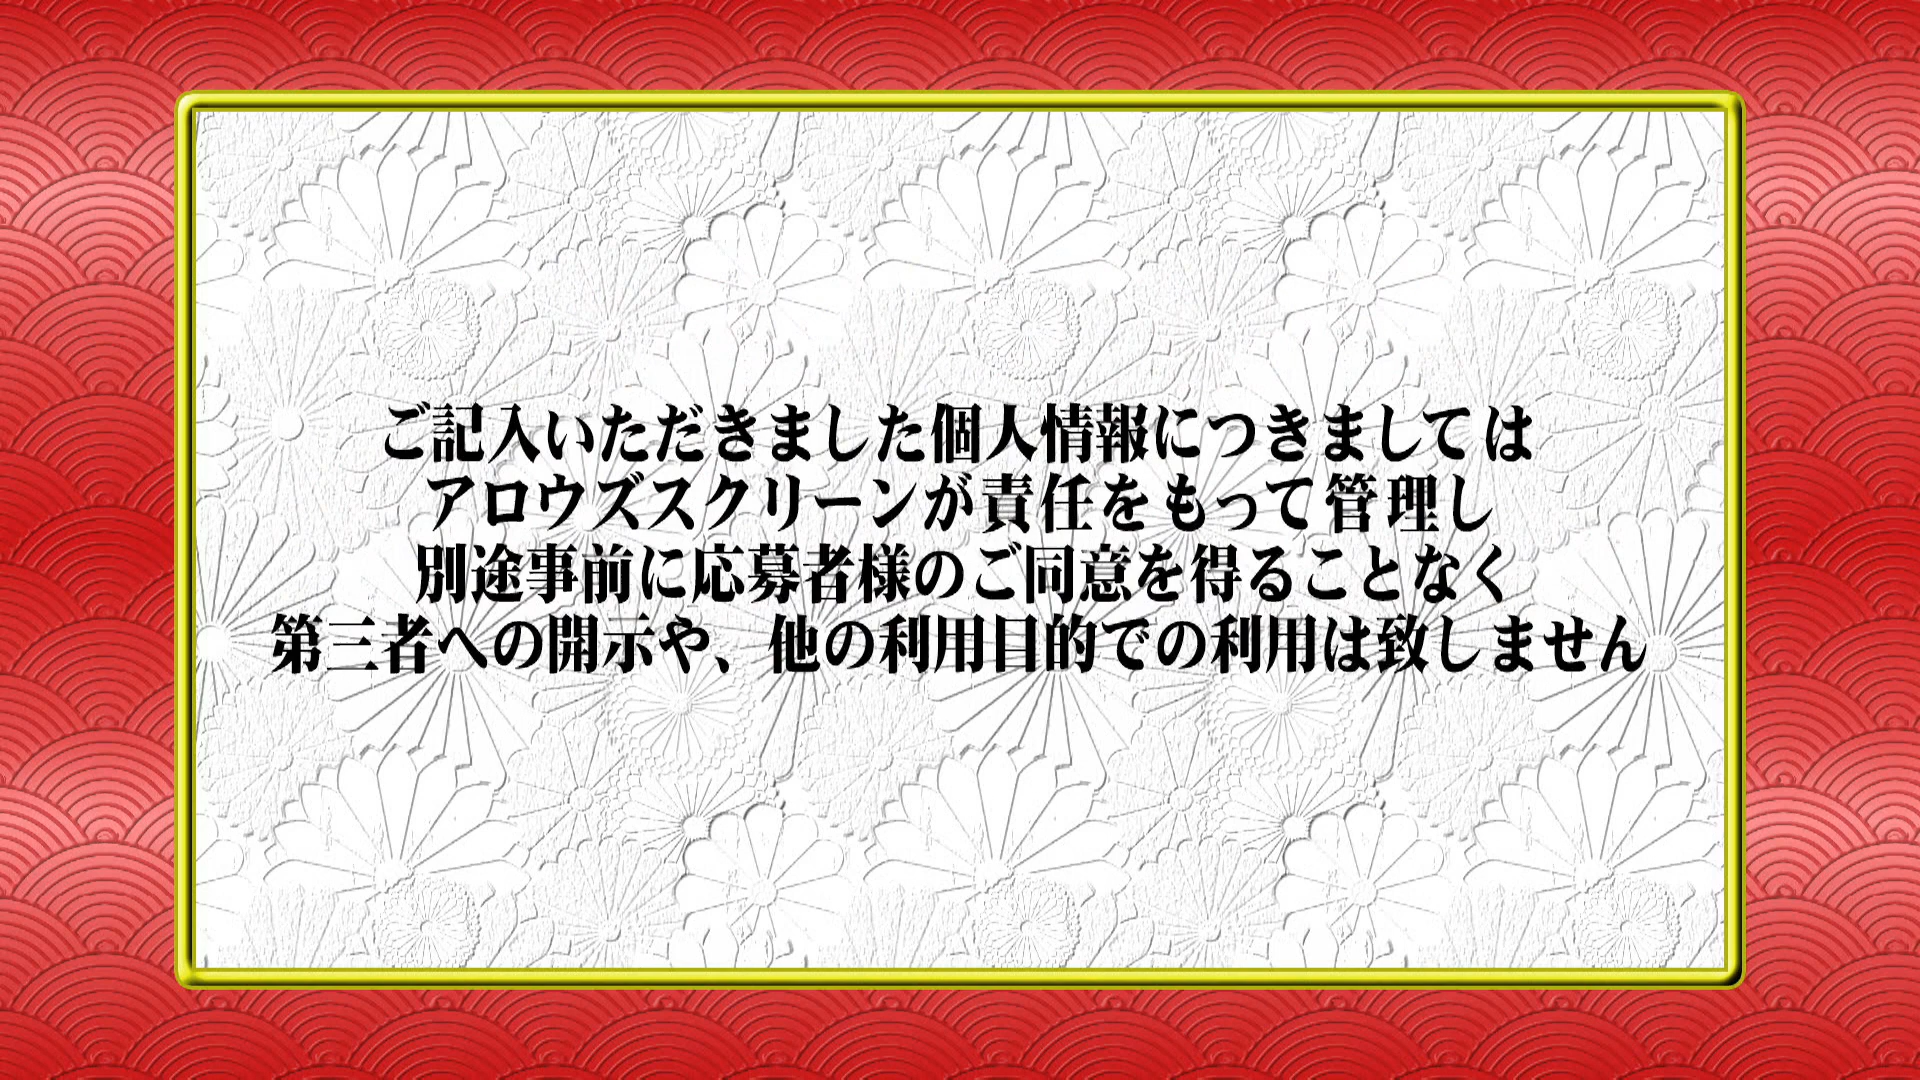 ご記入いただきました個人情報につきましては
アロウズスクリーンが責任をもって管理し
別途事前に応募者様のご同意を得ることなく
第三者への開示や、他の利用目的での利用は致しません